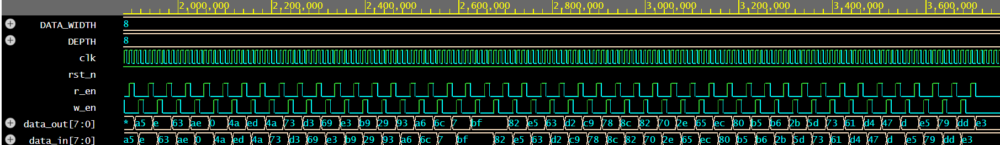 2,000,000 2,200,000 2,400,000 2,600,000 2,800,000 3,000,000 3,200,000 3,400,000 3,600,000
DATA_WIDTH 8
DEPTH 8
clk
rst_n
r_en
w_en
data_out[7:0] * a5 e 63 ae 0 4a ed 4a 73 d3 69 e3 b9 29 93 a6 6c 7 bf 82 e5 63 d2 c9 78 8c 82 70 2e 65 ec 80 b5 b6 2b 5d 73 61 d4 47 d e5 79 dd e3
data_in[7:0] a5 e 63 ae 0 4a ed 4a 73 d3 69 e3 b9 29 93 a6 6c 7 bf 82 e5 63 d2 c9 78 8c 82 70 2e 65 ec 80 b5 b6 2b 5d 73 61 d4 47 d e5 79 dd e3